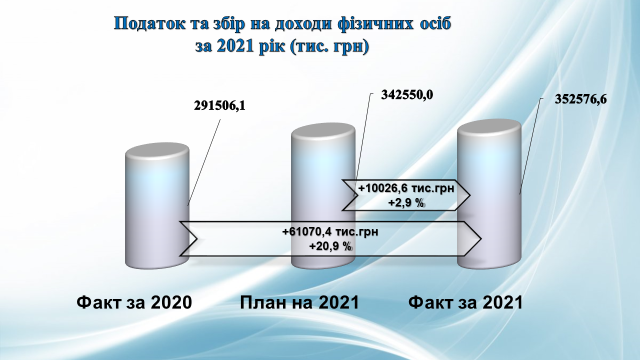 Податок та збір на доходи фізичних осіб
за 2021 рік (тис. грн)
291506,1
342550,0
352576,6
+10026,6 тис.грн
+2,9 %
+61070,4 тис.грн
+20,9 %
Факт за 2020
План на 2021
Факт за 2021